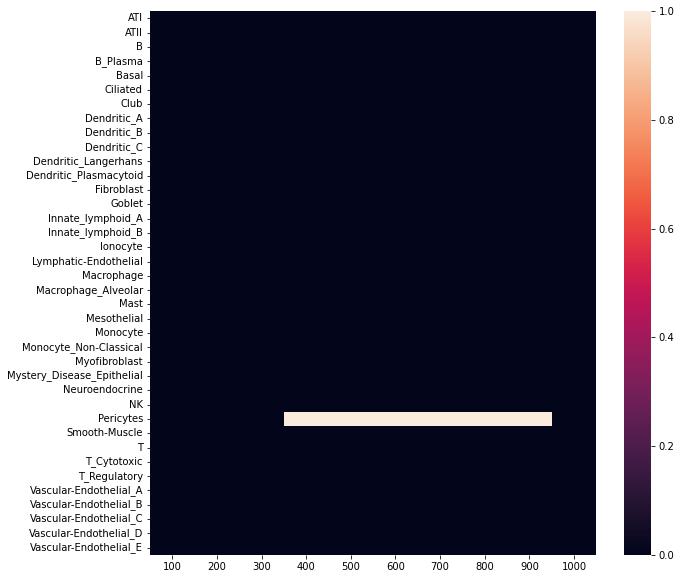 ATI
ATII
B
B_Plasma
Basal
Ciliated
Club
Dendritic_A
Dendritic_B
Dendritic_C
Dendritic_Langerhans
Dendritic_Plasmacytoid
Fibroblast
Goblet
Innate_lymphoid_A
Innate_lymphoid_B
Ionocyte
Lymphatic-Endothelial
Macrophage
Macrophage_Alveolar
Mast
Mesothelial
Monocyte
Monocyte_Non-Classical
Myofibroblast
Mystery_Disease_Epithelial
Neuroendocrine
NK
Pericytes
Smooth-Muscle
T
T_Cytotoxic
T_Regulatory
Vascular-Endothelial_A
Vascular-Endothelial_B
Vascular-Endothelial_C
Vascular-Endothelial_D
Vascular-Endothelial_E
100 200 300 400 500 600 700 800 900 1000
1.0
0.8
0.6
0.4
0.2
0.0